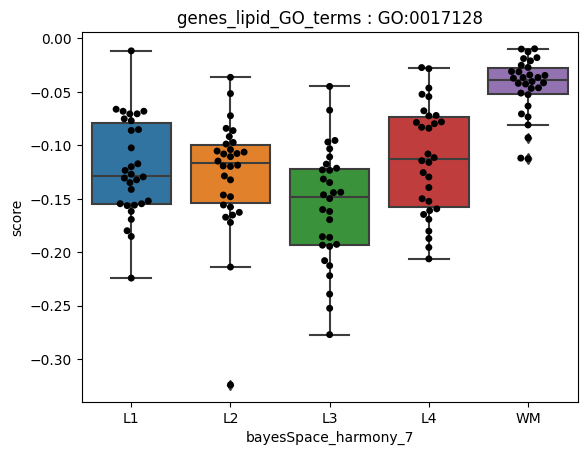 genes_lipid_GO_terms : GO:0017128
0.00
−0.05
−0.10
−0.15
−0.20
−0.25
−0.30
score
L1 L2 L3 L4 WM
bayesSpace_harmony_7